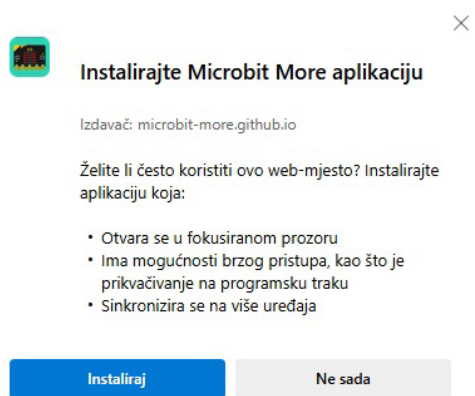 Instalirajte Microbit More aplikaciju
Izdavač: microbit-more.github.io
Želite li često koristiti ovo web-mjesto? Instalirajte
aplikaciju koja:
• Otvara se u fokusiranom prozoru
• Ima mogućnosti brzog pristupa, kao što je
prikvačivanje na programsku traku
• Sinkronizira se na više uređaja
Instaliraj
Ne sada